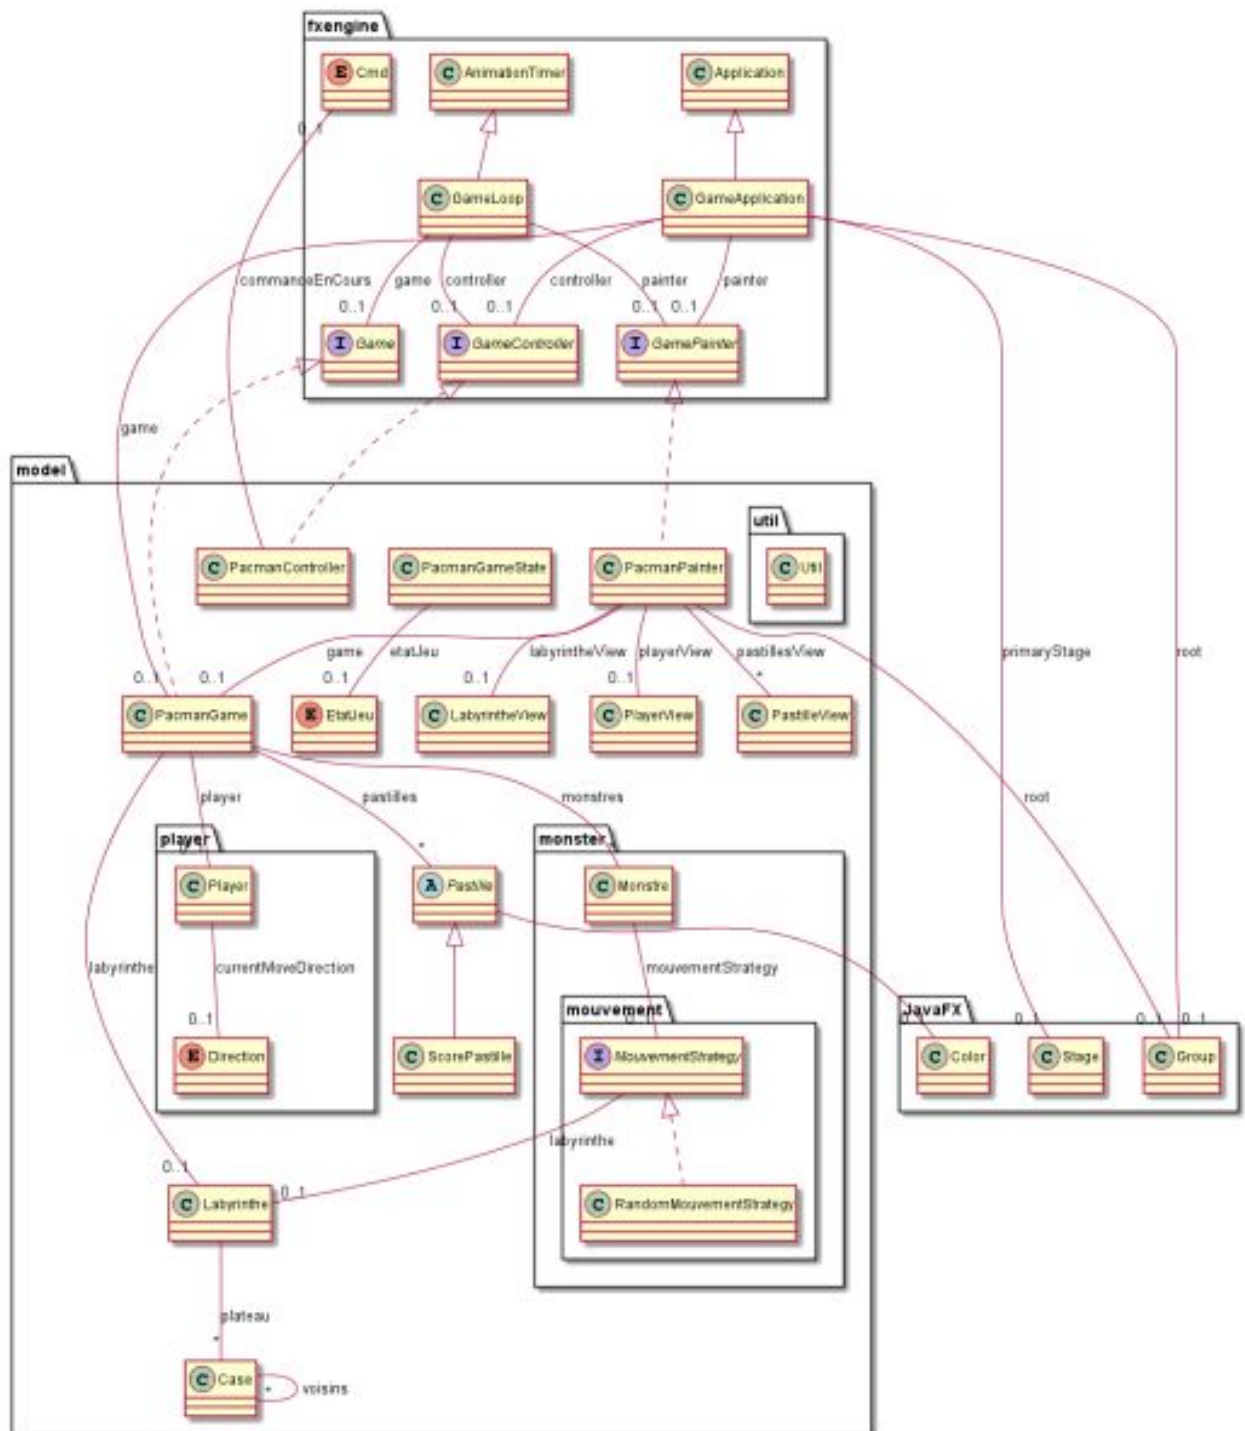 fxengine
E Cmd
C AnimationTimer
C Application
0..1
C GameLoop
C GameApplication
commandeEnCours
game
controller
controller
painter
painter
0..1
0..1
0..1
0..1
0..1
I Game
I GameController
I GamePainter
game
model
util
C PacmanController
C PacmanGameState
C PacmanPainter
C Util
game
etatJeu
labyrintheView
playerView
pastillesView
primaryStage
root
0..1
0..1
0..1
0..1
0..1
*
C PacmanGame
E EtatJeu
C LabyrintheView
C PlayerView
C PastilleView
player
pastilles
monstres
root
player
monster
*
C Player
A Pastille
C Monstre
labyrinthe
currentMoveDirection
mouvementStrategy
mouvement
JavaFX
0..1
0..1
0..1
0..1
0..1
E Direction
C ScorePastille
I MouvementStrategy
C Color
C Stage
C Group
labyrinthe
0..1
0..1
C Labyrinthe
C RandomMouvementStrategy
plateau
*
C Case
*
voisins